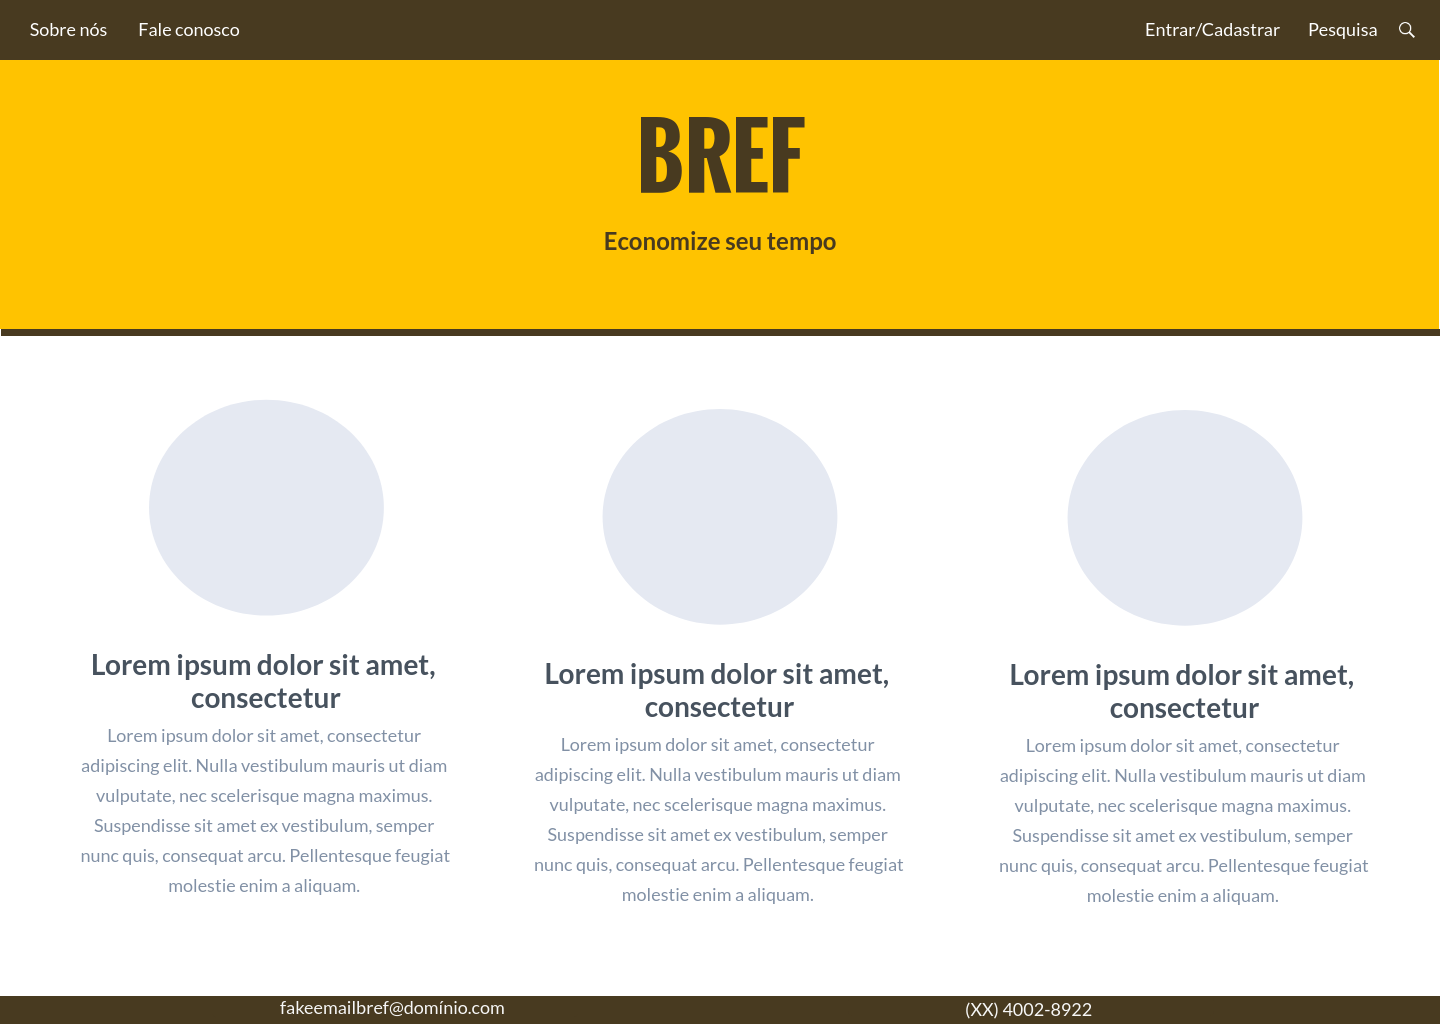 Sobre nós
Fale conosco
Entrar/Cadastrar
Pesquisa
BREF
Economize seu tempo
Lorem ipsum dolor sit amet,
consectetur
Lorem ipsum dolor sit amet, consectetur
adipiscing elit. Nulla vestibulum mauris ut diam
vulputate, nec scelerisque magna maximus.
Suspendisse sit amet ex vestibulum, semper
nunc quis, consequat arcu. Pellentesque feugiat
molestie enim a aliquam.
Lorem ipsum dolor sit amet,
consectetur
Lorem ipsum dolor sit amet, consectetur
adipiscing elit. Nulla vestibulum mauris ut diam
vulputate, nec scelerisque magna maximus.
Suspendisse sit amet ex vestibulum, semper
nunc quis, consequat arcu. Pellentesque feugiat
molestie enim a aliquam.
Lorem ipsum dolor sit amet,
consectetur
Lorem ipsum dolor sit amet, consectetur
adipiscing elit. Nulla vestibulum mauris ut diam
vulputate, nec scelerisque magna maximus.
Suspendisse sit amet ex vestibulum, semper
nunc quis, consequat arcu. Pellentesque feugiat
molestie enim a aliquam.
fakeemailbref@domínio.com
(XX) 4002-8922